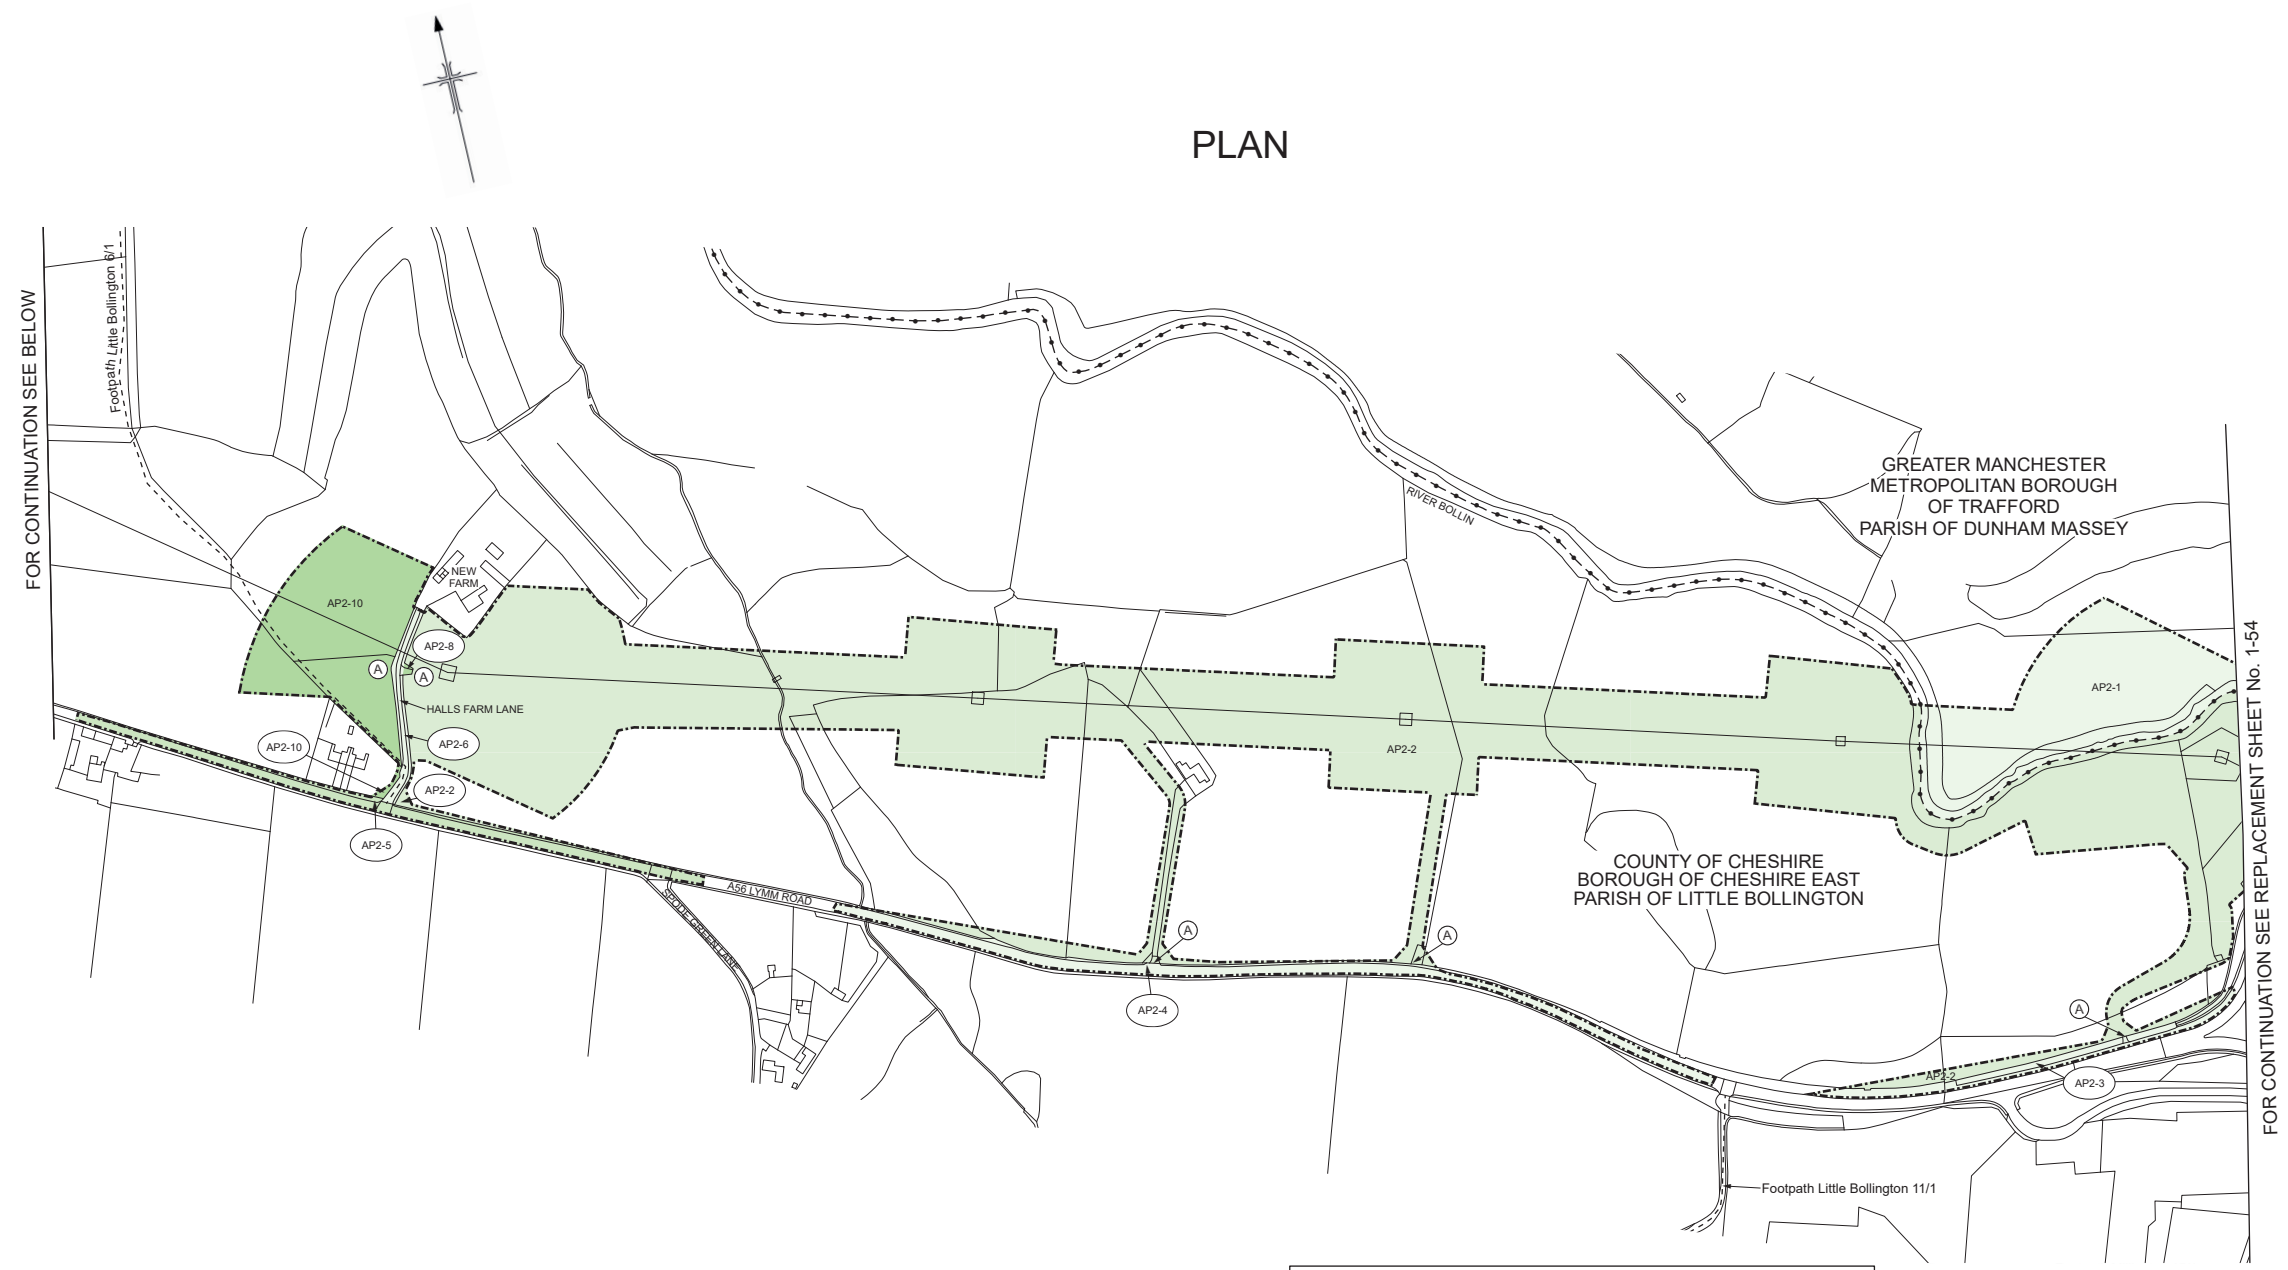 PLAN
FOR CONTINUATION SEE BELOW
Footpath Little Bollington 6/1
RIVER BOLLIN
GREATER MANCHESTER
METROPOLITAN BOROUGH
OF TRAFFORD
PARISH OF DUNHAM MASSEY
NEW
FARM
AP2-10
AP2-8
A
A
HALLS FARM LANE
AP2-6
AP2-10
AP2-2
AP2-5
AP2-1
AP2-2
FOR CONTINUATION SEE REPLACEMENT SHEET No. 1-54
COUNTY OF CHESHIRE
BOROUGH OF CHESHIRE EAST
PARISH OF LITTLE BOLLINGTON
A56 LYMM ROAD
SPODE GREEN LANE
A
A
AP2-4
A
AP2-2
AP2-3
Footpath Little Bollington 11/1